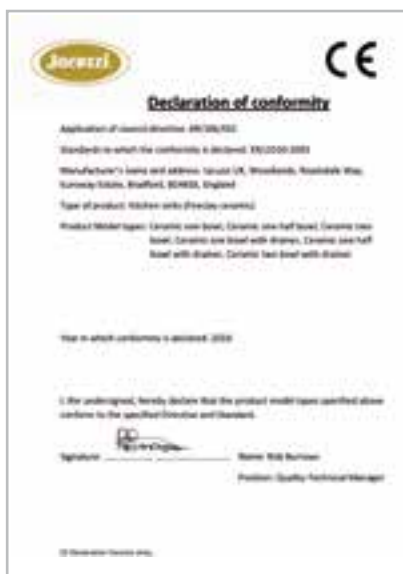 Jacuzzi
CE
Declaration of conformity
Application of council directive: 89/106/EEC
Standards to which the conformity is declared:
Manufacturer's name and address: Jacuzzi UK, Woodlands, Roysdale Way,
Euroway Estate, Bradford, England
Type of product: Kitchen sinks (Fireclay ceramic)
Product Model types: Ceramic one bowl, Ceramic one half bowl, Ceramic two
bowl, Ceramic one bowl with drainer, Ceramic one half
bowl with drainer, Ceramic two bowl with drainer
Year in which conformity is declared: 2010
I, the undersigned, hereby declare that the product model types specified above
conform to the specified Directive and Standard.
Signature: Name: Rob Burrows
Position: Quality Technical Manager
CE Declaration